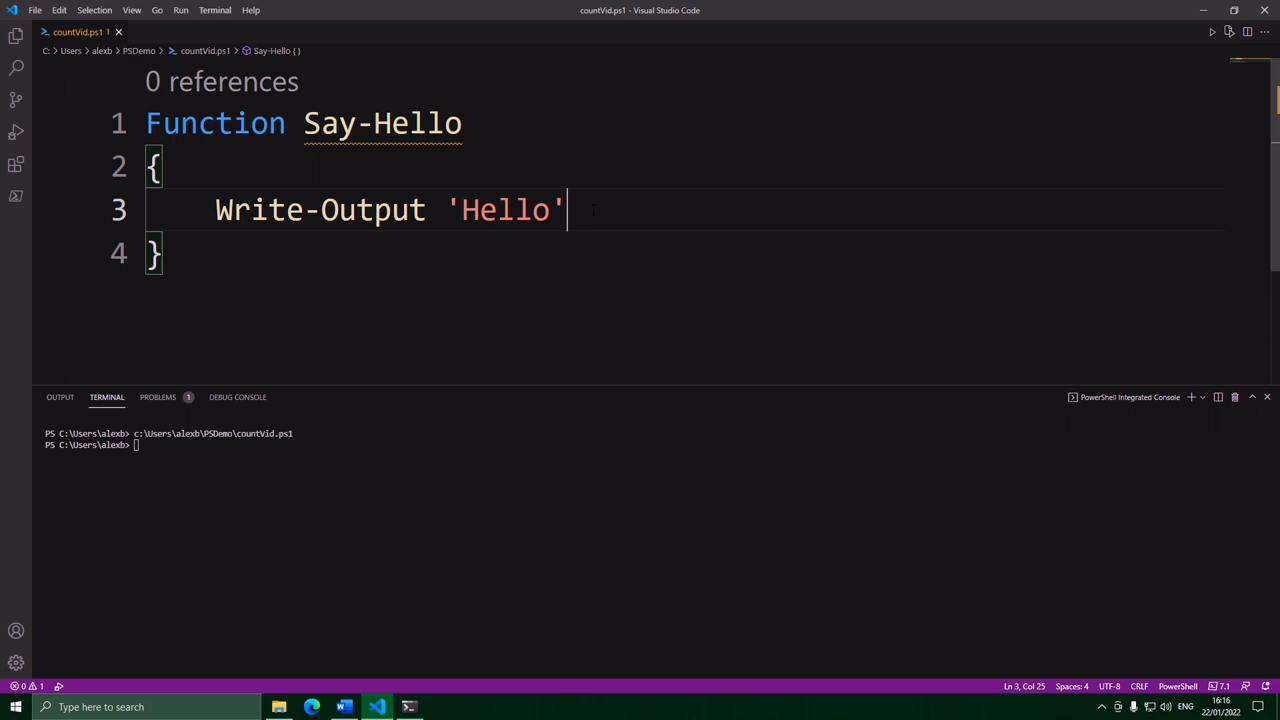 File Edit Selection View Go Run Terminal Help
countVid.ps1 - Visual Studio Code
countVid.ps1 1
C: > Users > alexb > PSDemo > countVid.ps1 > Say-Hello { }
0 references
1 Function Say-Hello
2 {
3 Write-Output 'Hello'
4 }
OUTPUT TERMINAL PROBLEMS 1 DEBUG CONSOLE
PowerShell Integrated Console
PS C:\Users\alexb> c:\Users\alexb\PSDemo\countVid.ps1
PS C:\Users\alexb>
0 1
Ln 3, Col 25 Spaces: 4 UTF-8 CRLF PowerShell 7.1
Type here to search
ENG
16:16
22/01/2022